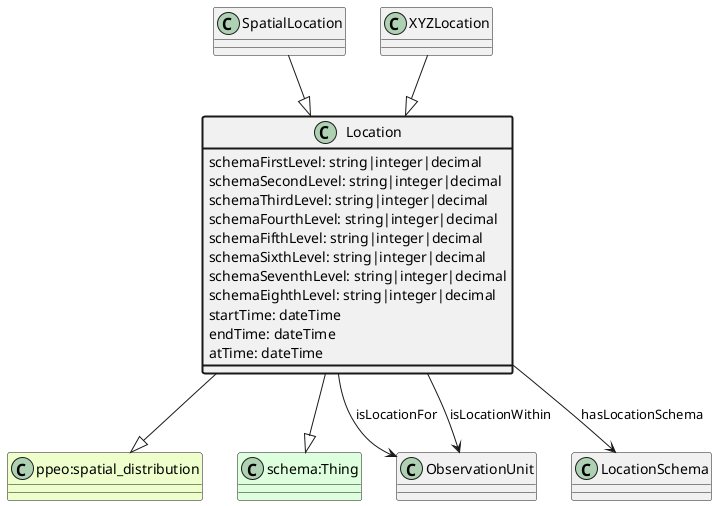 C SpatialLocation
C XYZLocation
C Location
schemaFirstLevel: string|integer|decimal
schemaSecondLevel: string|integer|decimal
schemaThirdLevel: string|integer|decimal
schemaFourthLevel: string|integer|decimal
schemaFifthLevel: string|integer|decimal
schemaSixthLevel: string|integer|decimal
schemaSeventhLevel: string|integer|decimal
schemaEighthLevel: string|integer|decimal
startTime: dateTime
endTime: dateTime
atTime: dateTime
isLocationFor
isLocationWithin
hasLocationSchema
C ppeo:spatial_distribution
C schema:Thing
C ObservationUnit
C LocationSchema